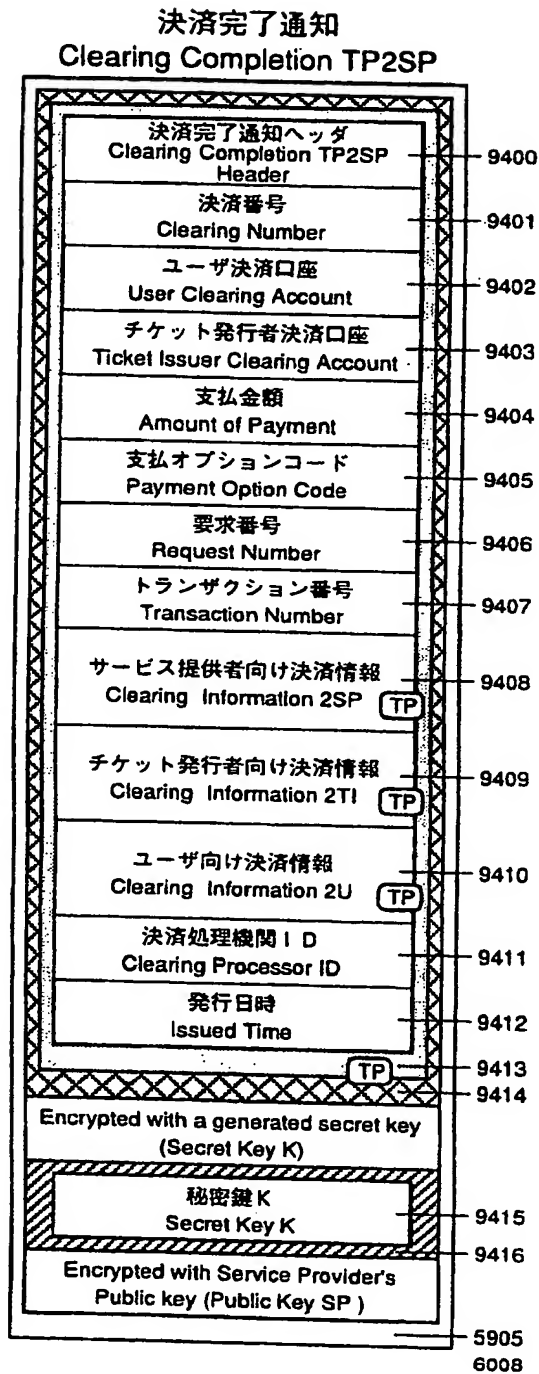 決済完了通知
Clearing Completion TP2SP
決済完了通知ヘッダ
Clearing Completion TP2SP
Header
9400
決済番号
Clearing Number
9401
ユーザ決済口座
User Clearing Account
9402
チケット発行者決済口座
Ticket Issuer Clearing Account
9403
支払金額
Amount of Payment
9404
支払オプションコード
Payment Option Code
9405
要求番号
Request Number
9406
トランザクション番号
Transaction Number
9407
サービス提供者向け決済情報
Clearing Information 2SP
TP
9408
チケット発行者向け決済情報
Clearing Information 2TI
TP
9409
ユーザ向け決済情報
Clearing Information 2U
TP
9410
決済処理機関ID
Clearing Processor ID
9411
発行日時
Issued Time
9412
TP
9413
9414
Encrypted with a generated secret key
(Secret Key K)
秘密鍵K
Secret Key K
9415
9416
Encrypted with Service Provider's
Public key (Public Key SP )
5905
6008